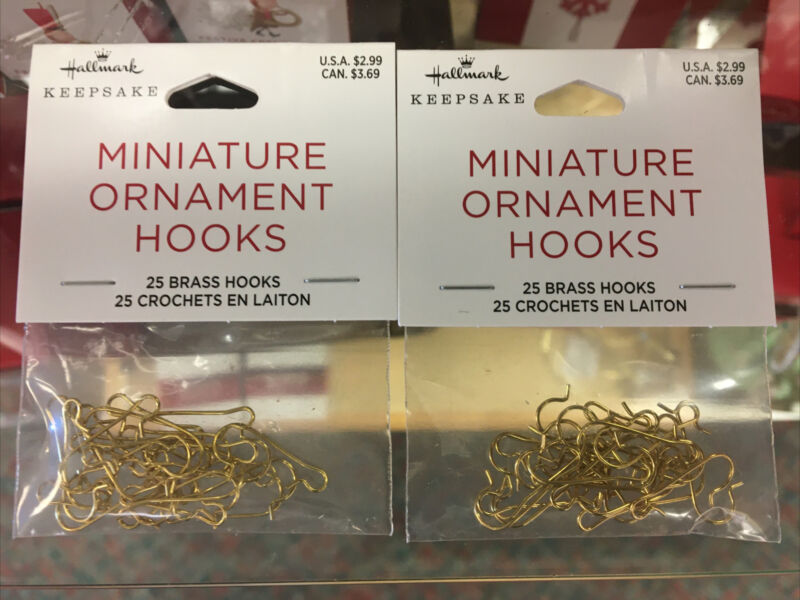 Hallmark
KEEPSAKE
U.S.A. $2.99
CAN. $3.69
MINIATURE
ORNAMENT
HOOKS
25 BRASS HOOKS
25 CROCHETS EN LAITON
Hallmark
KEEPSAKE
U.S.A. $2.99
CAN. $3.69
MINIATURE
ORNAMENT
HOOKS
25 BRASS HOOKS
25 CROCHETS EN LAITON